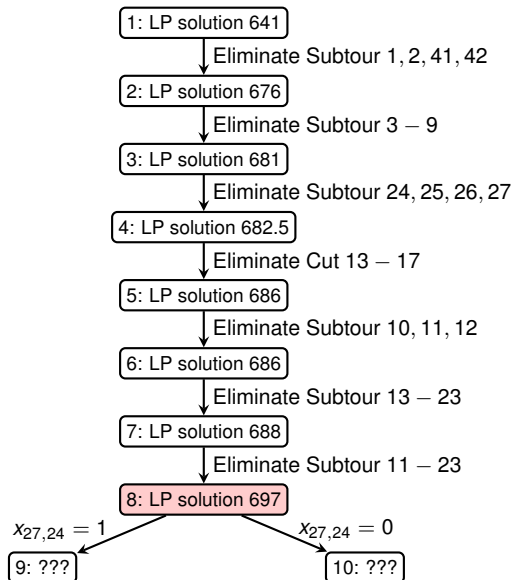 1: LP solution 641
Eliminate Subtour 1, 2, 41, 42
2: LP solution 676
Eliminate Subtour 3 − 9
3: LP solution 681
Eliminate Subtour 24, 25, 26, 27
4: LP solution 682.5
Eliminate Cut 13 − 17
5: LP solution 686
Eliminate Subtour 10, 11, 12
6: LP solution 686
Eliminate Subtour 13 − 23
7: LP solution 688
Eliminate Subtour 11 − 23
8: LP solution 697
x27,24 = 1 x27,24 = 0
9: ??? 10: ???